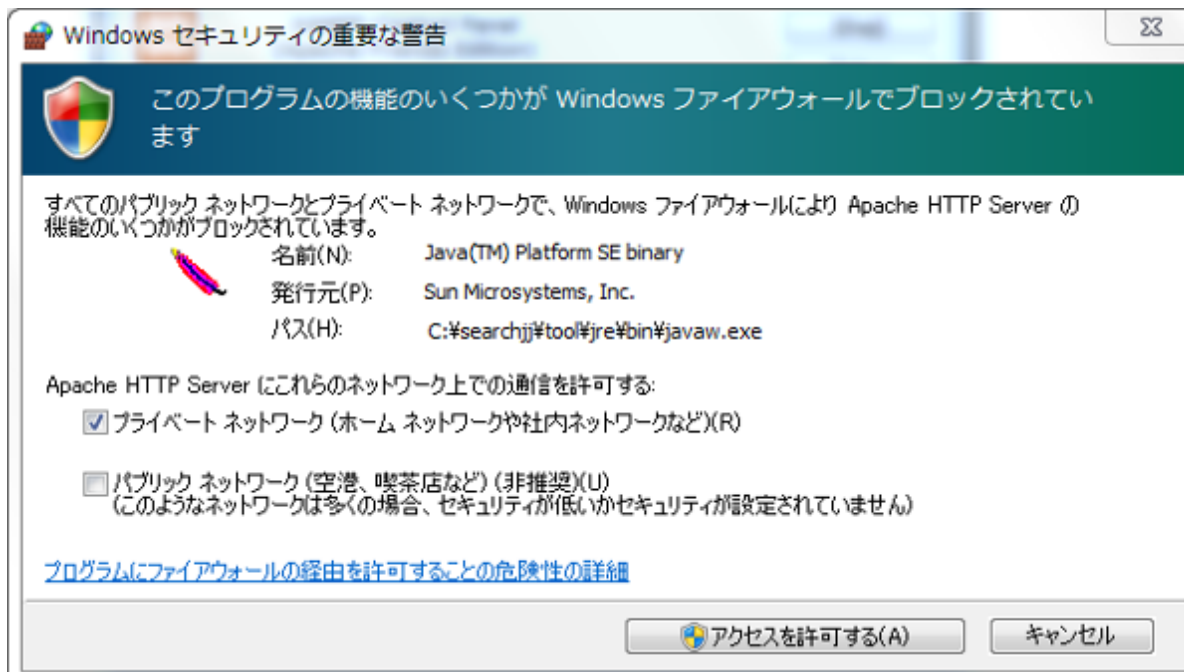 Windows セキュリティの重要な警告
このプログラムの機能のいくつかが Windows ファイアウォールでブロックされてい
ます
すべてのパブリック ネットワークとプライベート ネットワークで、Windows ファイアウォールにより Apache HTTP Server の
機能のいくつかがブロックされています。
名前(N): Java(TM) Platform SE binary
発行元(P): Sun Microsystems, Inc.
パス(H): C:¥searchjj¥tool¥jre¥bin¥javaw.exe
Apache HTTP Server にこれらのネットワーク上での通信を許可する:
プライベート ネットワーク (ホーム ネットワークや社内ネットワークなど)(R)
パブリック ネットワーク (空港、喫茶店など) (非推奨)(U)
(このようなネットワークは多くの場合、セキュリティが低いかセキュリティが設定されていません)
プログラムにファイアウォールの経由を許可することの危険性の詳細
アクセスを許可する(A) キャンセル